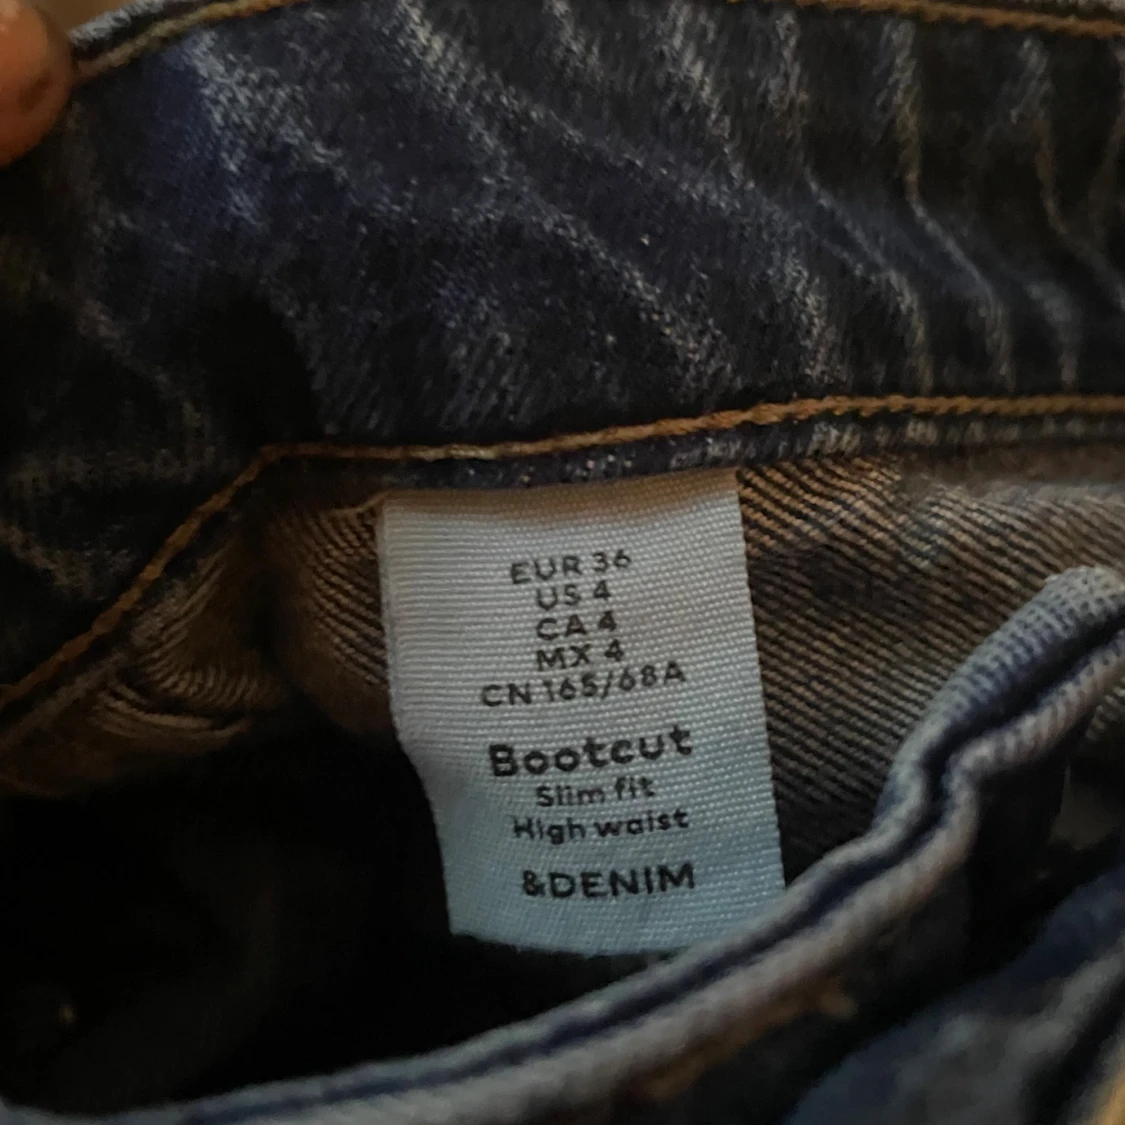 EUR 36
US 4
CA 4
MX 4
CN 165/68A
Bootcut
Slim fit
High waist
&DENIM